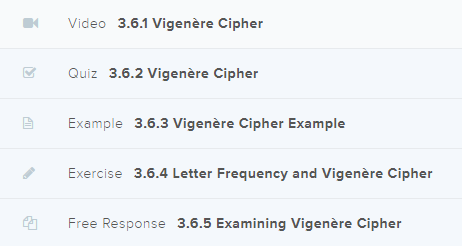 Video 3.6.1 Vigenère Cipher
Quiz 3.6.2 Vigenère Cipher
Example 3.6.3 Vigenère Cipher Example
Exercise 3.6.4 Letter Frequency and Vigenère Cipher
Free Response 3.6.5 Examining Vigenère Cipher